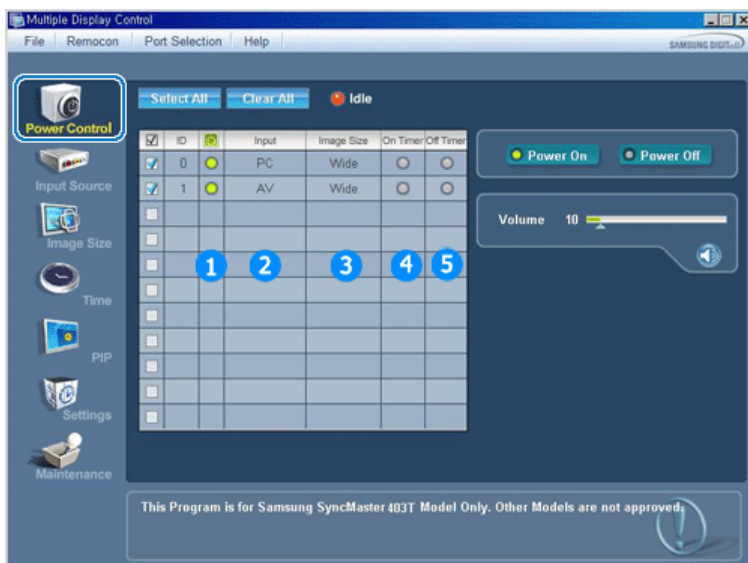 Multiple Display Control
File Remocon Port Selection Help
SAMSUNG DIGITall
Select All Clear All Idle
Power Control
Input Source
Image Size
Time
PIP
Settings
Maintenance
ID Input Image Size On Timer Off Timer
0 PC Wide
1 AV Wide
1 2 3 4 5
Power On Power Off
Volume 10
This Program is for Samsung SyncMaster 403T Model Only. Other Models are not approved.